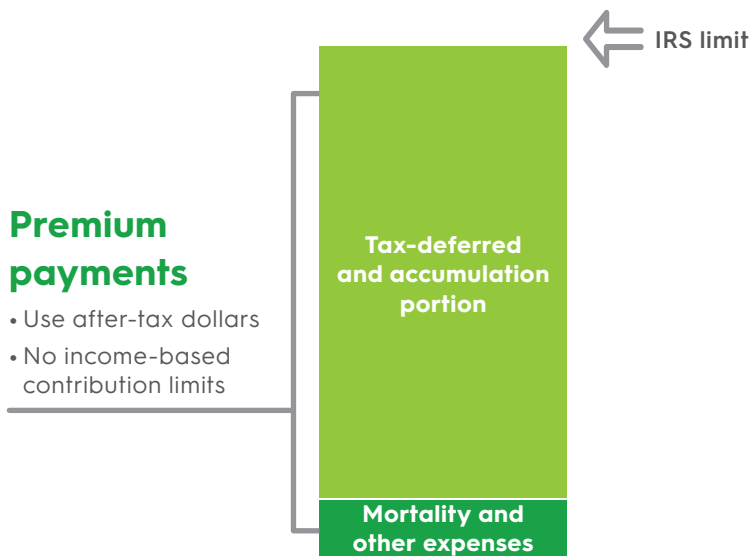 IRS limit
Premium
payments
• Use after-tax dollars
• No income-based
contribution limits
Tax-deferred
and accumulation
portion
Mortality and
other expenses